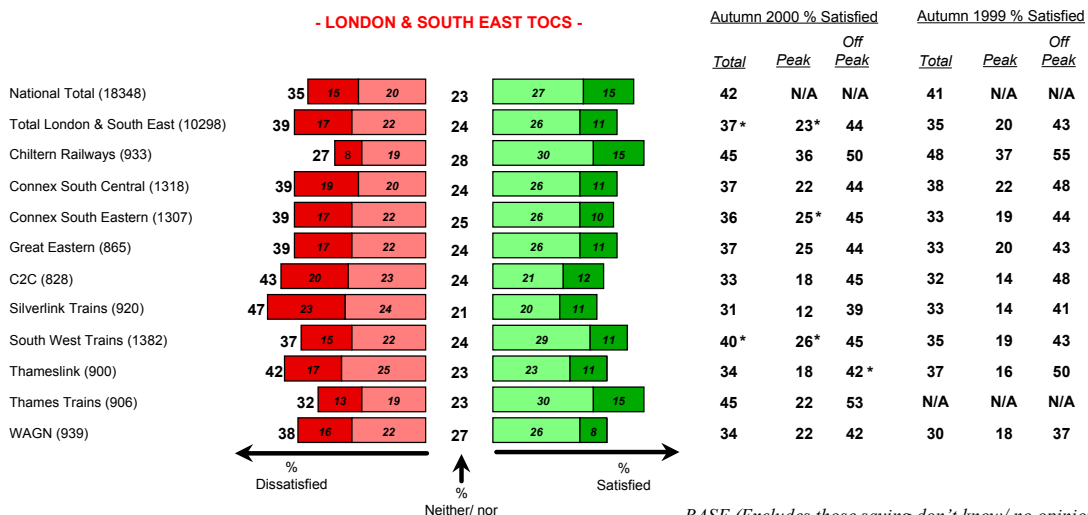 - LONDON & SOUTH EAST TOCS -
Autumn 2000 % Satisfied Autumn 1999 % Satisfied
Total Peak Off Peak Total Peak Off Peak
National Total (18348) 35 15 20 23 27 15 42 N/A N/A 41 N/A N/A
Total London & South East (10298) 39 17 22 24 26 11 37 * 23 * 44 35 20 43
Chiltern Railways (933) 27 8 19 28 30 15 45 36 50 48 37 55
Connex South Central (1318) 39 19 20 24 26 11 37 22 44 38 22 48
Connex South Eastern (1307) 39 17 22 25 26 10 36 25 * 45 33 19 44
Great Eastern (865) 39 17 22 24 26 11 37 25 44 33 20 43
C2C (828) 43 20 23 24 21 12 33 18 45 32 14 48
Silverlink Trains (920) 47 23 24 21 20 11 31 12 39 33 14 41
South West Trains (1382) 37 15 22 24 29 11 40 * 26 * 45 35 19 43
Thameslink (900) 42 17 25 23 23 11 34 18 42 * 37 16 50
Thames Trains (906) 32 13 19 23 30 15 45 22 53 N/A N/A N/A
WAGN (939) 38 16 22 27 26 8 34 22 42 30 18 37
% Dissatisfied
% Neither/ nor
% Satisfied
BASE (Excludes those saying don't know/ no opinio